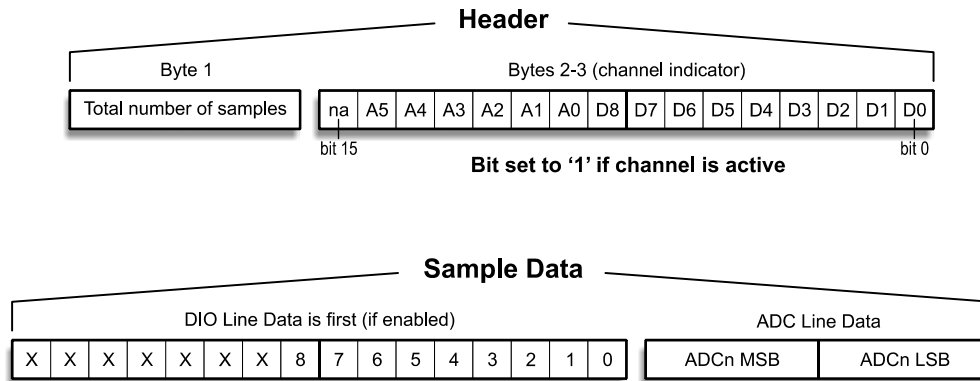 Header
Byte 1
Bytes 2-3 (channel indicator)
Total number of samples
na A5 A4 A3 A2 A1 A0 D8 D7 D6 D5 D4 D3 D2 D1 D0
bit 15
bit 0
Bit set to ‘1’ if channel is active
Sample Data
DIO Line Data is first (if enabled)
ADC Line Data
X X X X X X X 8 7 6 5 4 3 2 1 0
ADCn MSB
ADCn LSB